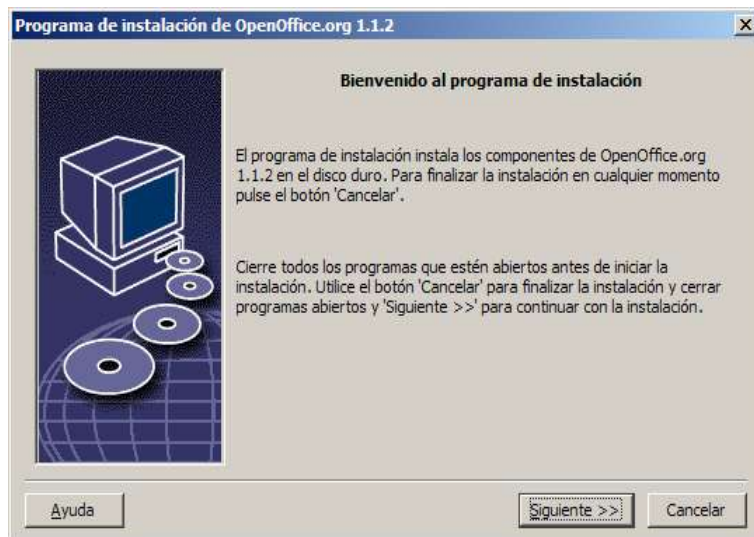 Programa de instalación de OpenOffice.org 1.1.2
Bienvenido al programa de instalación
El programa de instalación instala los componentes de OpenOffice.org
1.1.2 en el disco duro. Para finalizar la instalación en cualquier momento
pulse el botón 'Cancelar'.
Cierre todos los programas que estén abiertos antes de iniciar la
instalación. Utilice el botón 'Cancelar' para finalizar la instalación y cerrar
programas abiertos y 'Siguiente >>' para continuar con la instalación.
Ayuda
Siguiente >>
Cancelar